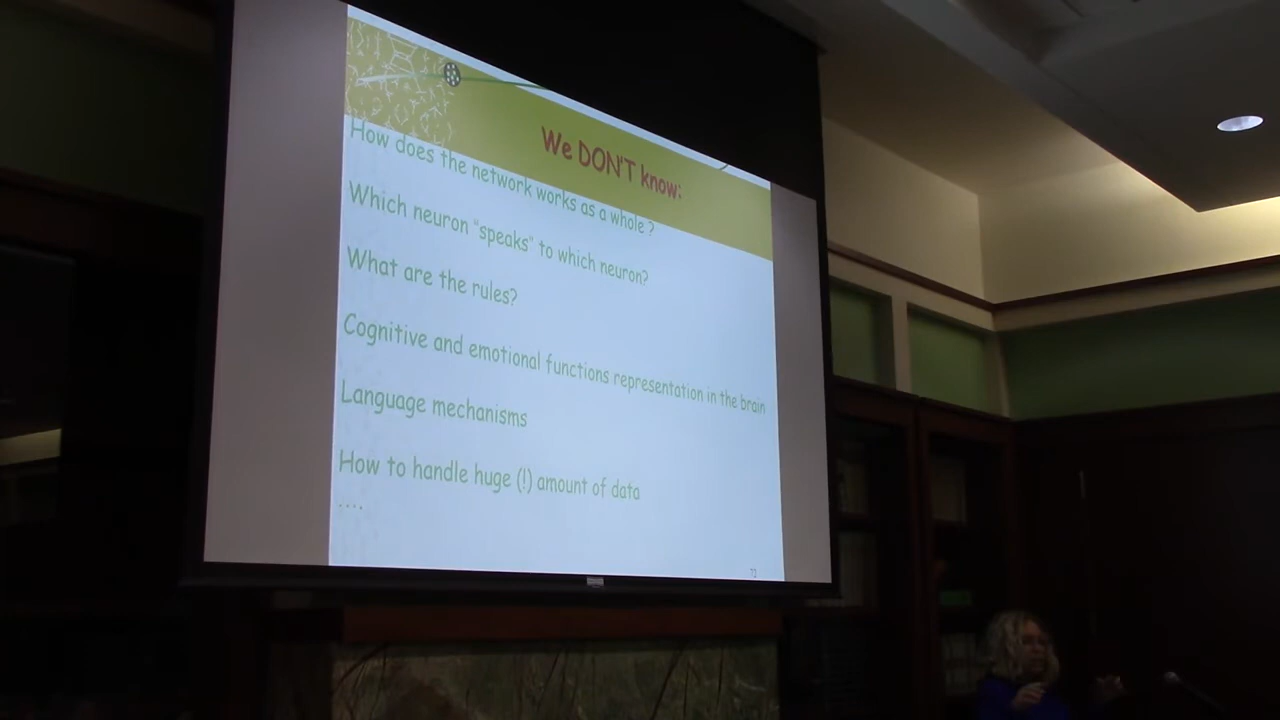 We DON'T know:
How does the network works as a whole ?
Which neuron "speaks" to which neuron?
What are the rules?
Cognitive and emotional functions representation in the brain
Language mechanisms
How to handle huge (!) amount of data
....